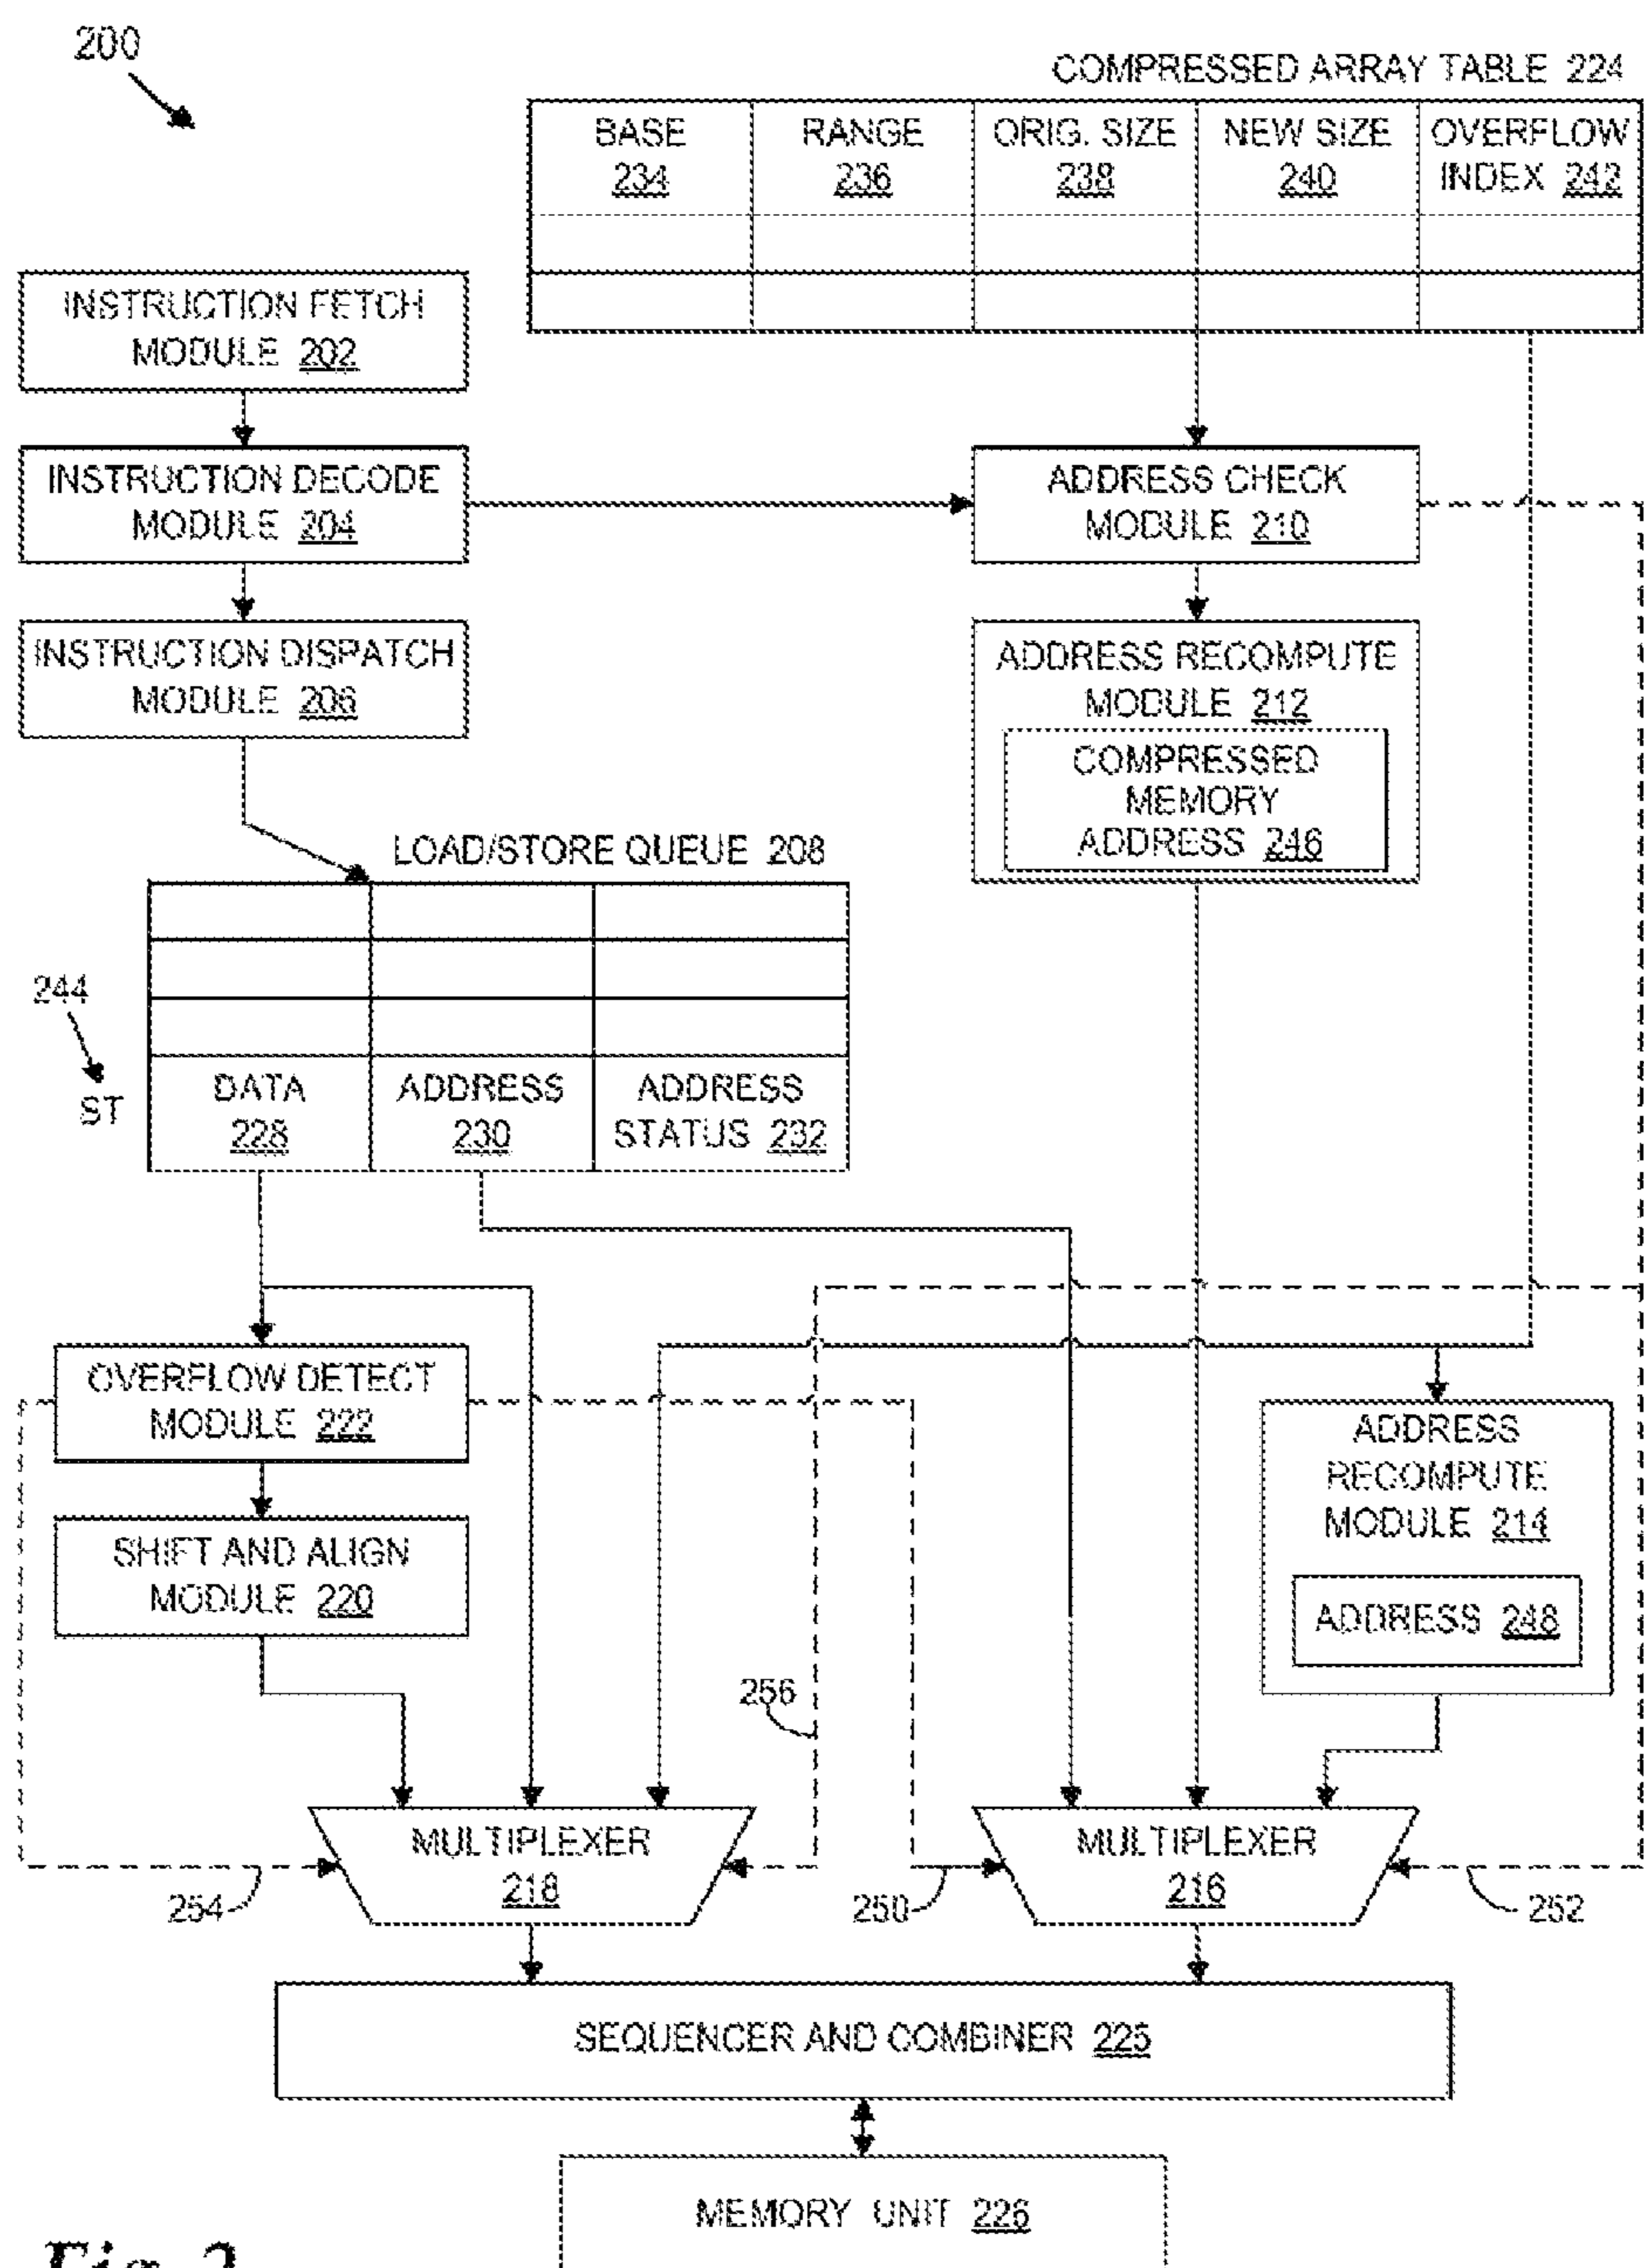 200
COMPRESSED ARRAY TABLE 224
BASE
234
RANGE
236
ORIG. SIZE
238
NEW SIZE
240
OVERFLOW
INDEX 242
INSTRUCTION FETCH
MODULE 202
INSTRUCTION DECODE
MODULE 204
ADDRESS CHECK
MODULE 210
INSTRUCTION DISPATCH
MODULE 206
ADDRESS RECOMPUTE
MODULE 212
COMPRESSED
MEMORY
ADDRESS 246
LOAD/STORE QUEUE 208
244
ST
DATA
228
ADDRESS
230
ADDRESS
STATUS 232
OVERFLOW DETECT
MODULE 222
ADDRESS
RECOMPUTE
MODULE 214
ADDRESS 248
SHIFT AND ALIGN
MODULE 220
256
MULTIPLEXER
218
MULTIPLEXER
216
254
250
252
SEQUENCER AND COMBINER 225
MEMORY UNIT 226
Fig. 2